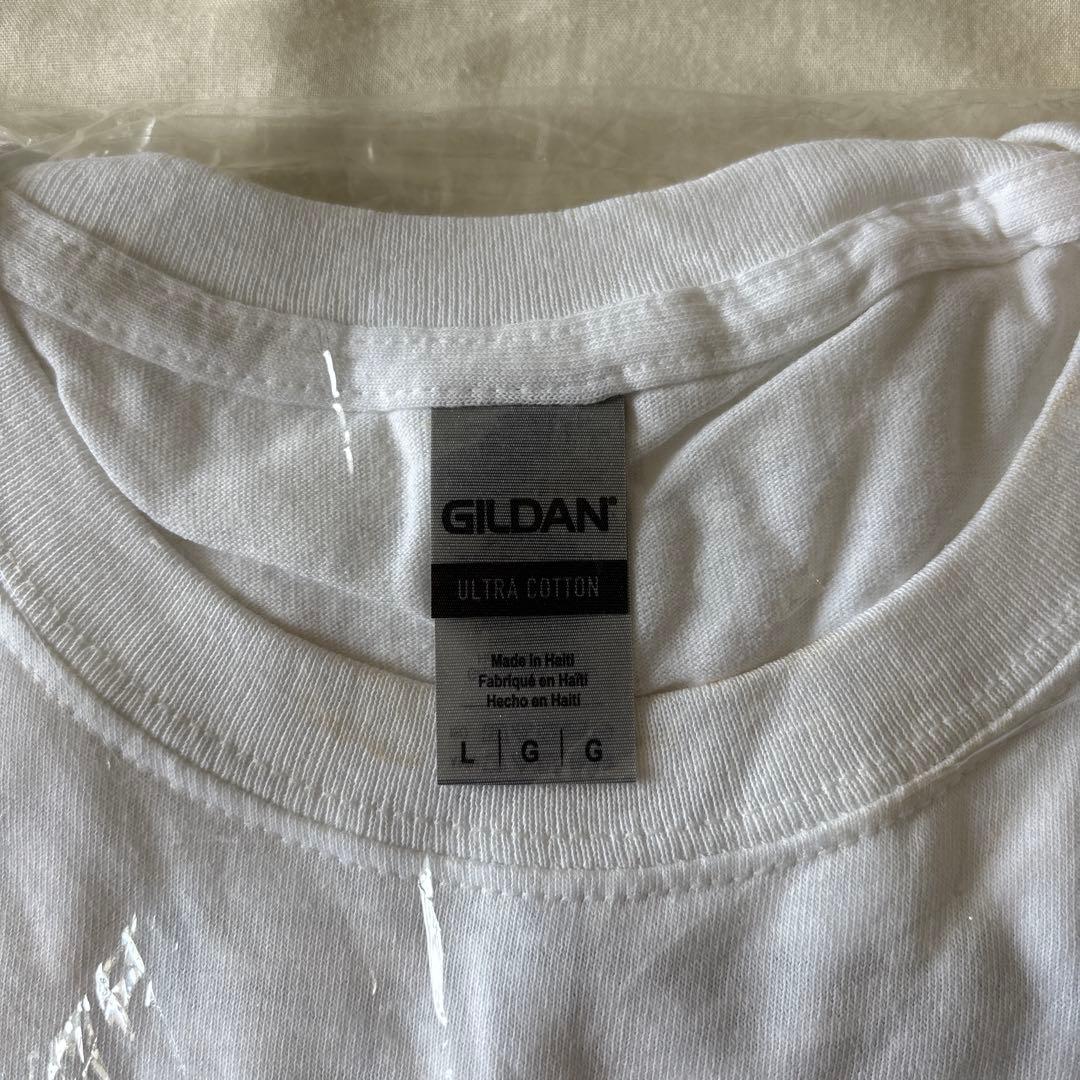 GILDAN®
ULTRA COTTON
Made in Haiti
Fabriqué en Haïti
Hecho en Haití
L | G | G